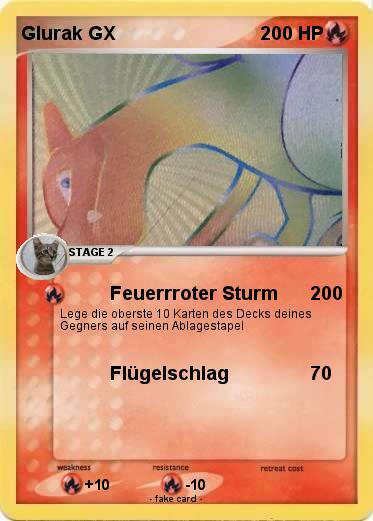 Glurak GX 200 HP
STAGE 2
Feuerrroter Sturm 200
Lege die oberste 10 Karten des Decks deines
Gegners auf seinen Ablagestapel
Flügelschlag 70
weakness resistance retreat cost
+10 -10
- fake card -